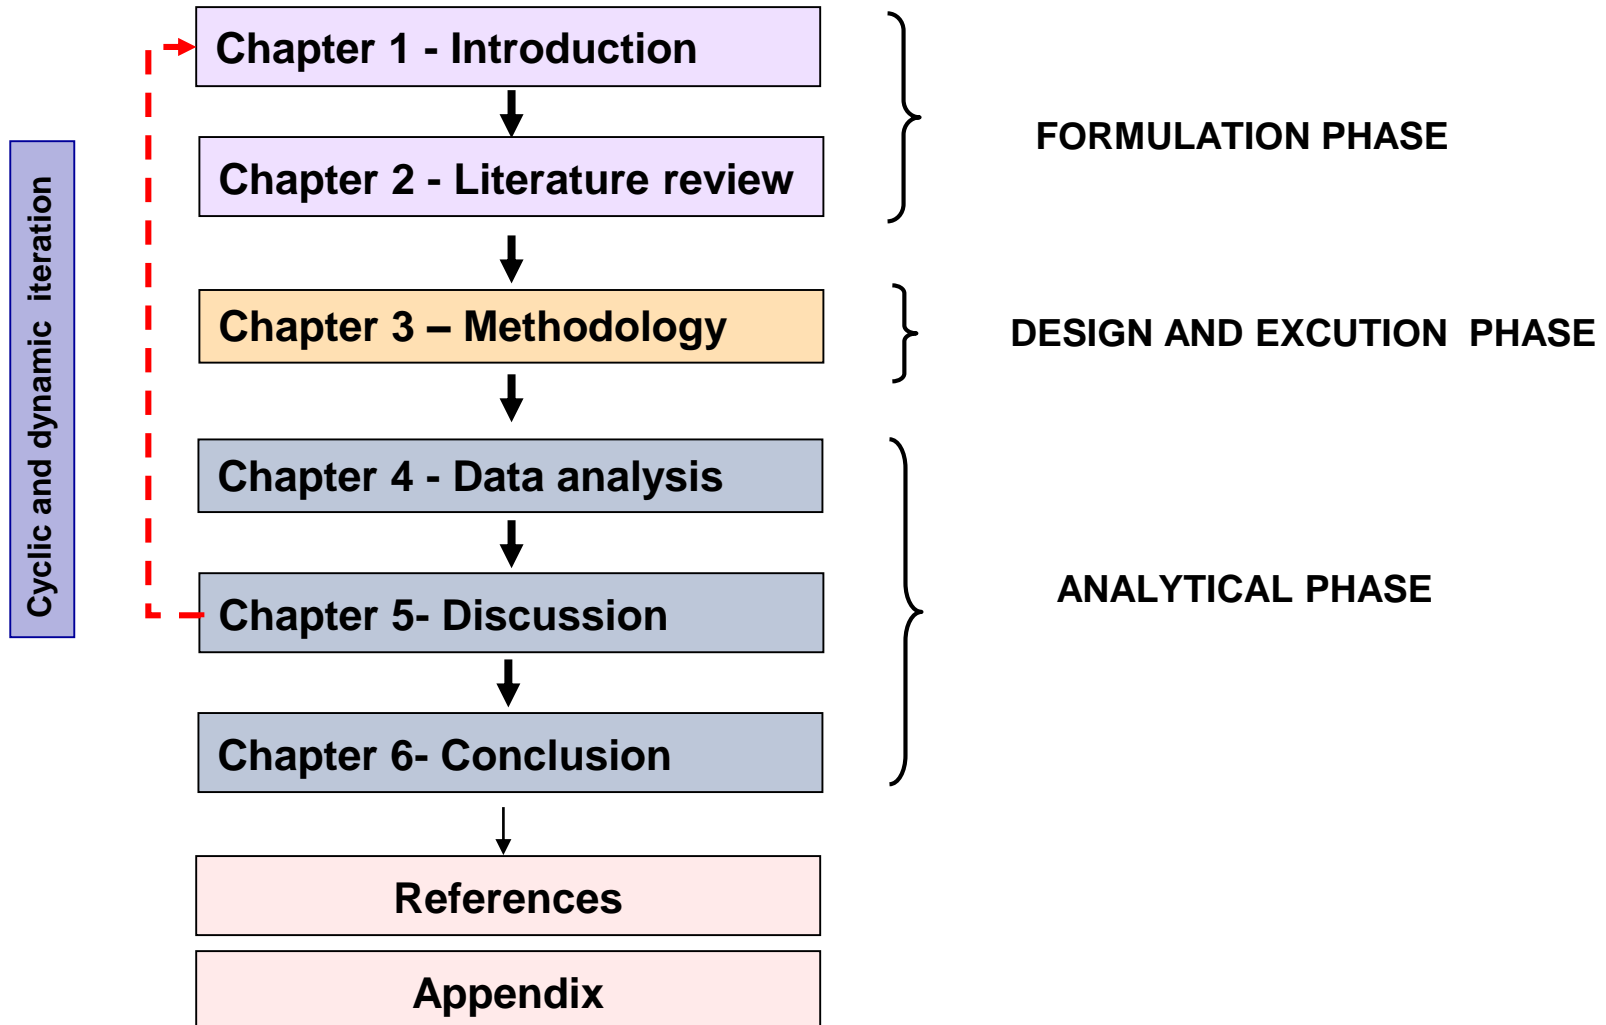 Chapter 1 - Introduction
Chapter 2 - Literature review
FORMULATION PHASE
Cyclic and dynamic iteration
Chapter 3 – Methodology
DESIGN AND EXCUTION PHASE
Chapter 4 - Data analysis
Chapter 5- Discussion
Chapter 6- Conclusion
ANALYTICAL PHASE
References
Appendix